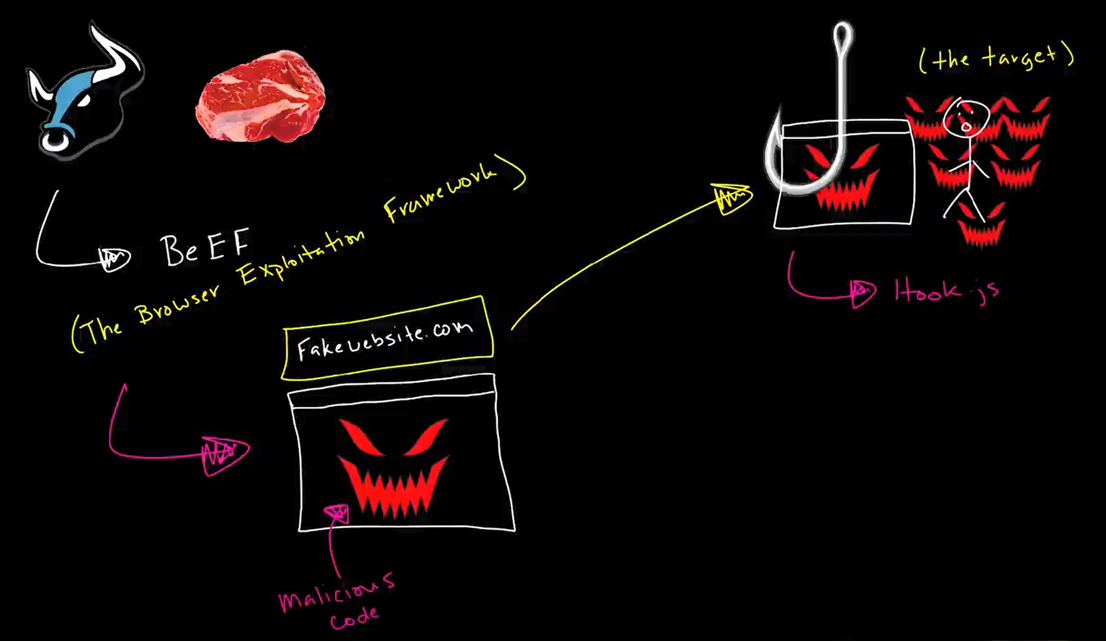 (the target)
BeEF
(The Browser Exploitation Framework)
Hook.js
Fakewebsite.com
Malicious
code